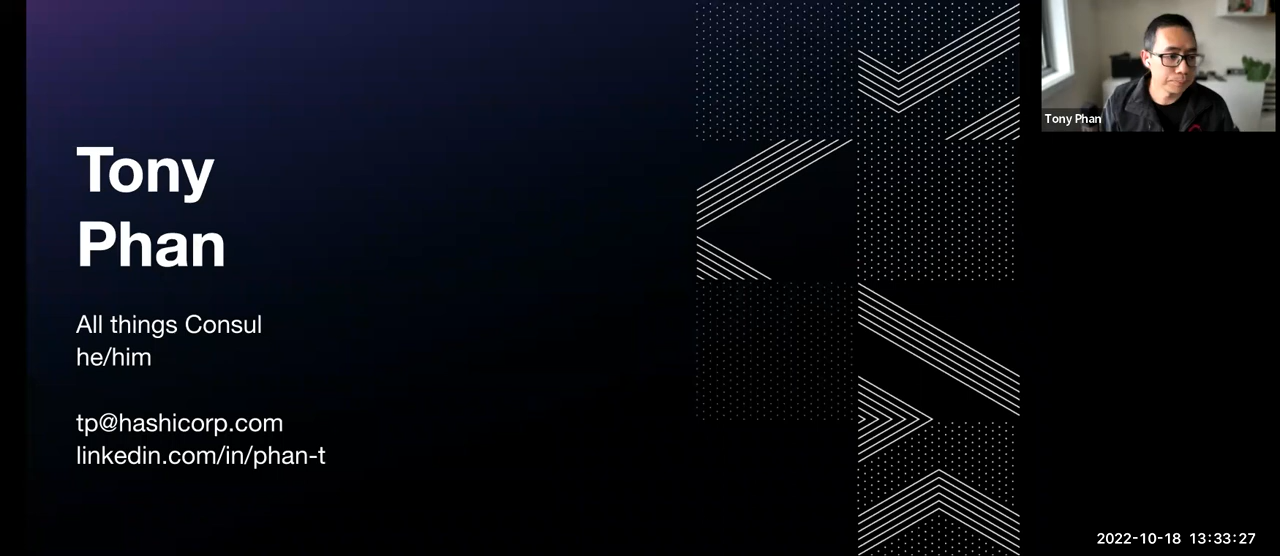 Tony
Phan
All things Consul
he/him
tp@hashicorp.com
linkedin.com/in/phan-t
Tony Phan
2022-10-18 13:33:27